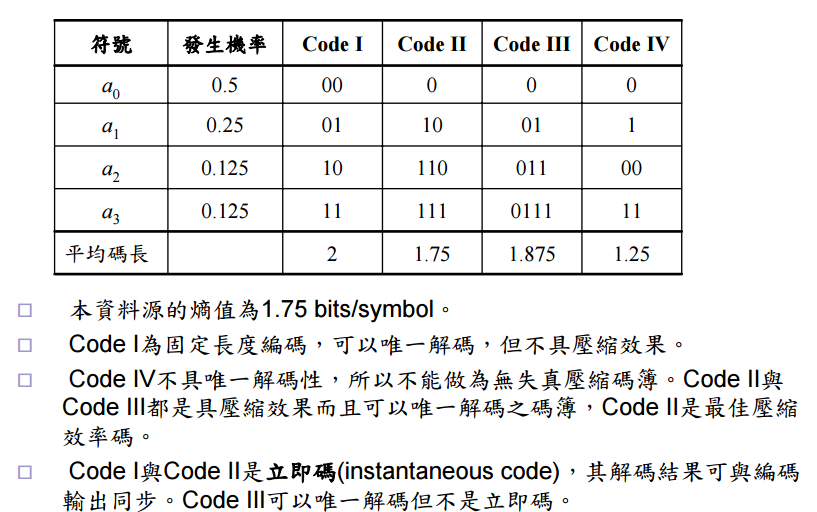 符號 發生機率 Code I Code II Code III Code IV
a0 0.5 00 0 0 0
a1 0.25 01 10 01 1
a2 0.125 10 110 011 00
a3 0.125 11 111 0111 11
平均碼長 2 1.75 1.875 1.25
本資料源的熵值為1.75 bits/symbol。
Code I為固定長度編碼，可以唯一解碼，但不具壓縮效果。
Code IV不具唯一解碼性，所以不能做為無失真壓縮碼簿。Code II與
Code III都是具壓縮效果而且可以唯一解碼之碼簿，Code II是最佳壓縮
效率碼。
Code I與Code II是立即碼(instantaneous code)，其解碼結果可與編碼
輸出同步。Code III可以唯一解碼但不是立即碼。